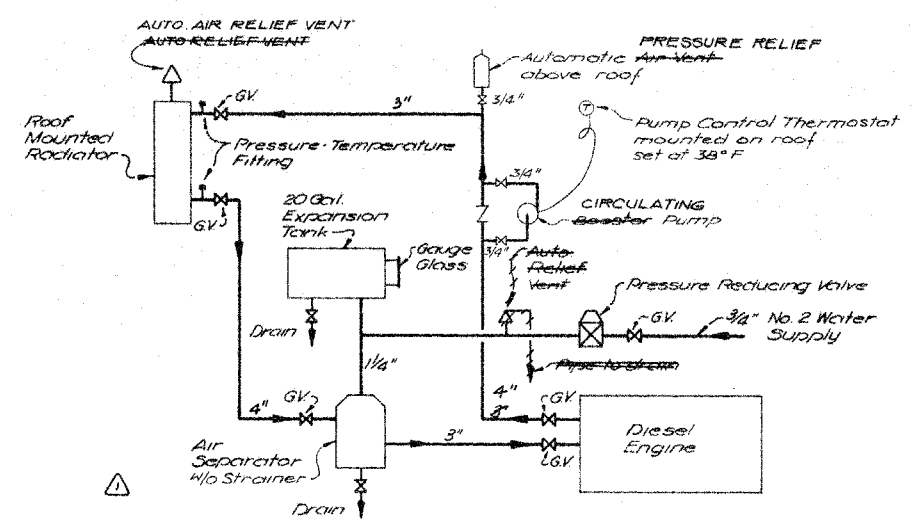 AUTO. AIR RELIEF VENT
AUTO RELIEF VENT
PRESSURE RELIEF
Automatic Air Vent
above roof
3/4"
G.V.
3"
T
Roof
Mounted
Radiator
Pressure-Temperature
Fitting
Pump Control Thermostat
mounted on roof
set at 38°F
3/4"
G.V.
20 Gal.
Expansion
Tank
CIRCULATING
Booster Pump
3/4"
Gauge
Glass
Auto
Relief
Vent
Pressure Reducing Valve
G.V.
3/4" No. 2 Water
Supply
Drain
1 1/4"
Pipe to drain
G.V.
4"
4"
3"
G.V.
Diesel
Engine
3"
G.V.
Air
Separator
W/o Strainer
1
Drain